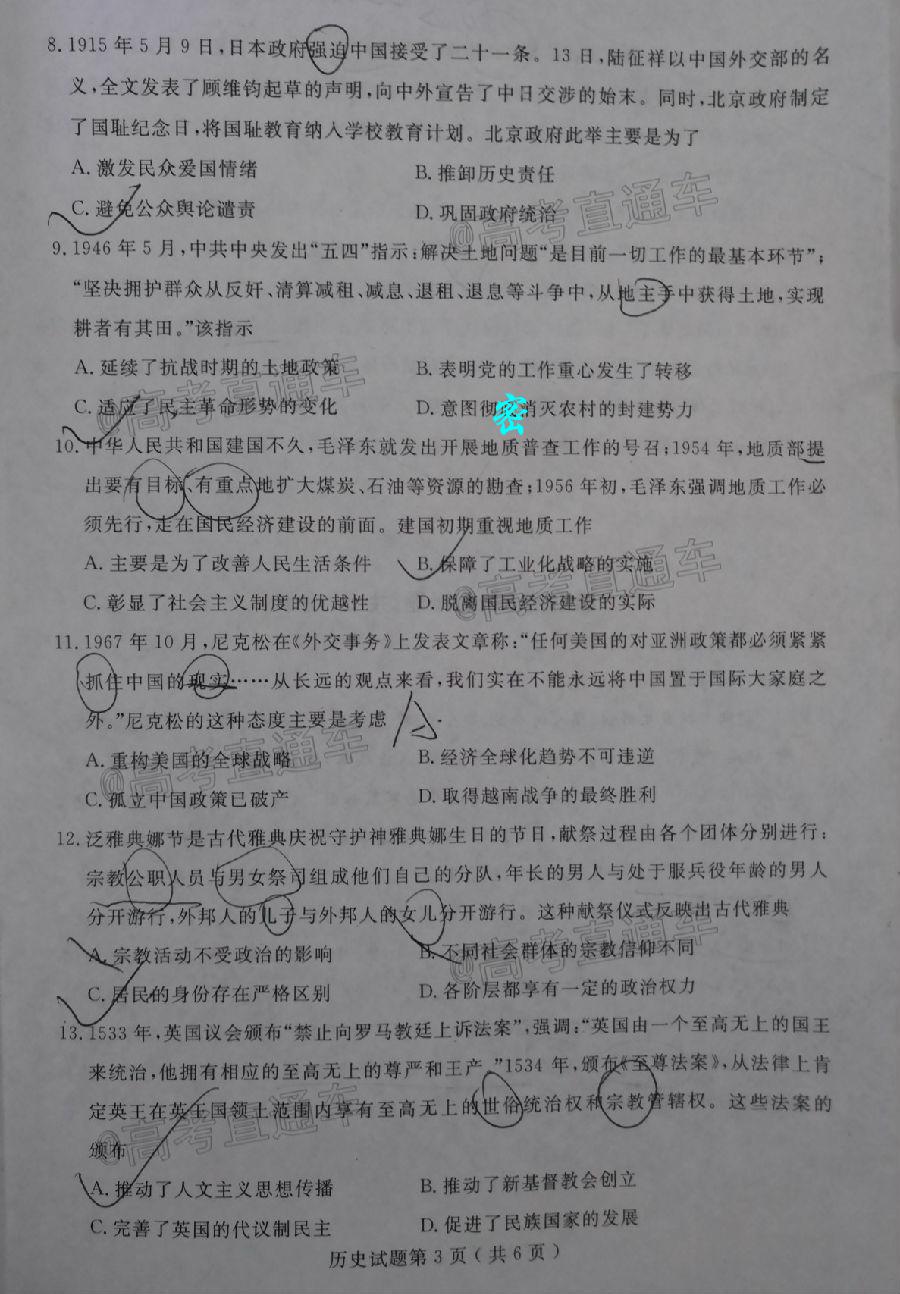 8. 1915 年 5 月 9 日，日本政府强迫中国接受了二十一条。13 日，陆征祥以中国外交部的名
义，全文发表了顾维钧起草的声明，向中外宣告了中日交涉的始末。同时，北京政府制定
了国耻纪念日，将国耻教育纳入学校教育计划。北京政府此举主要是为了
A. 激发民众爱国情绪 B. 推卸历史责任
C. 避免公众舆论谴责 D. 巩固政府统治
@高考直通车
9. 1946 年 5 月，中共中央发出“五四”指示：解决土地问题“是目前一切工作的最基本环节”；
“坚决拥护群众从反奸、清算减租、减息、退租、退息等斗争中，从地主手中获得土地，实现
耕者有其田。”该指示
A. 延续了抗战时期的土地政策 B. 表明党的工作重心发生了转移
@高考直通车
C. 适应了民主革命形势的变化 D. 意图彻底消灭农村的封建势力
密
10. 中华人民共和国建国不久，毛泽东就发出开展地质普查工作的号召；1954 年，地质部提
出要有目标、有重点地扩大煤炭、石油等资源的勘查；1956 年初，毛泽东强调地质工作必
须先行，走在国民经济建设的前面。建国初期重视地质工作
A. 主要是为了改善人民生活条件 B. 保障了工业化战略的实施
@高考直通车
C. 彰显了社会主义制度的优越性 D. 脱离国民经济建设的实际
11. 1967 年 10 月，尼克松在《外交事务》上发表文章称：“任何美国的对亚洲政策都必须紧紧
抓住中国的现实……从长远的观点来看，我们实在不能永远将中国置于国际大家庭之
外。”尼克松的这种态度主要是考虑
A. 重构美国的全球战略 B. 经济全球化趋势不可违逆
@高考直通车
C. 孤立中国政策已破产 D. 取得越南战争的最终胜利
12. 泛雅典娜节是古代雅典庆祝守护神雅典娜生日的节日，献祭过程由各个团体分别进行：
宗教公职人员与男女祭司组成他们自己的分队，年长的男人与处于服兵役年龄的男人
分开游行，外邦人的儿子与外邦人的女儿分开游行。这种献祭仪式反映出古代雅典
A. 宗教活动不受政治的影响 B. 不同社会群体的宗教信仰不同
@高考直通车
C. 居民的身份存在严格区别 D. 各阶层都享有一定的政治权力
13. 1533 年，英国议会颁布“禁止向罗马教廷上诉法案”，强调：“英国由一个至高无上的国王
来统治，他拥有相应的至高无上的尊严和王产。”1534 年，颁布《至尊法案》，从法律上肯
定英王在英王国领土范围内享有至高无上的世俗统治权和宗教管辖权。这些法案的
@高考直通车
颁布
A. 推动了人文主义思想传播 B. 推动了新基督教会创立
C. 完善了英国的代议制民主 D. 促进了民族国家的发展
历史试题第 3 页（共 6 页）